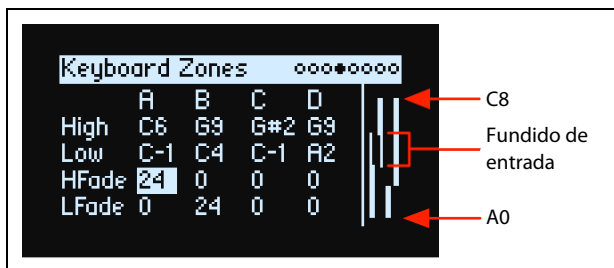 Keyboard Zones
A B C D
High C6 G9 G#2 G9
Low C-1 C4 C-1 A2
HFade 24 0 0 0
LFade 0 24 0 0
C8
Fundido de
entrada
A0